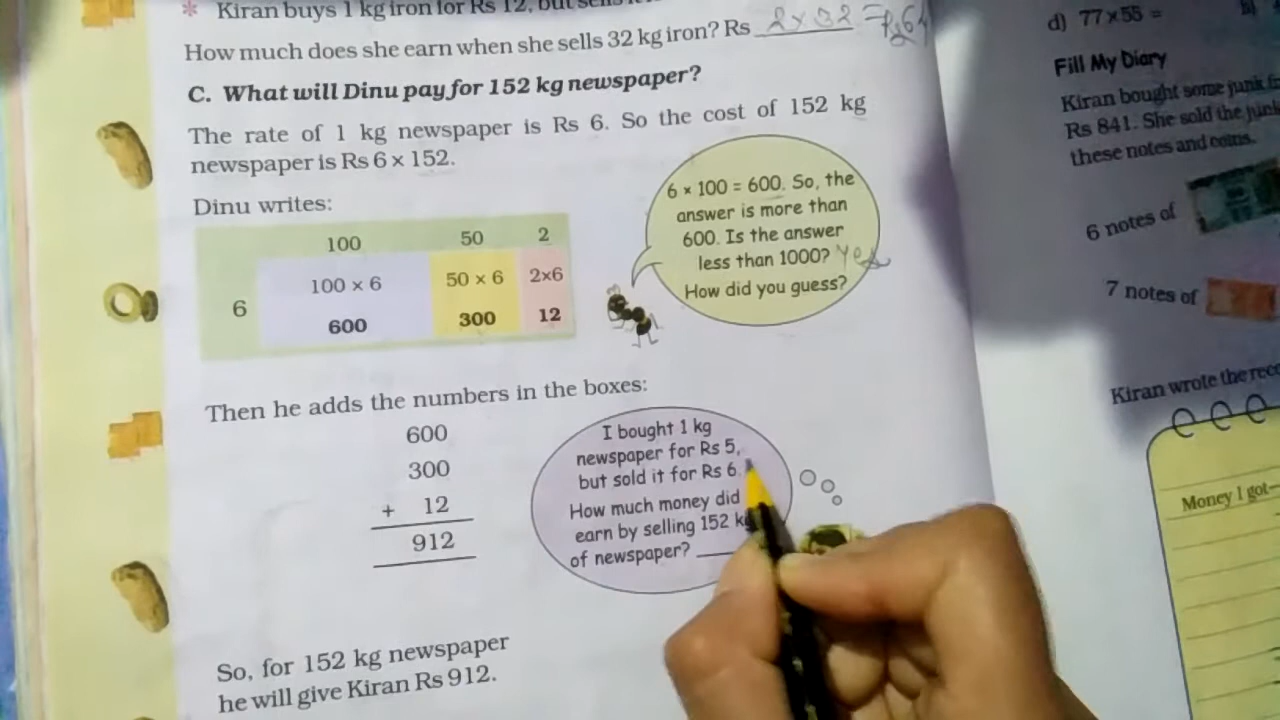 Kiran buys 1 kg iron for Rs 12, but
How much does she earn when she sells 32 kg iron? Rs 2 × 32 =
C. What will Dinu pay for 152 kg newspaper?
The rate of 1 kg newspaper is Rs 6. So the cost of 152 kg
newspaper is Rs 6 × 152.
Dinu writes:
100 50 2
100 × 6 50 × 6 2×6
6
600 300 12
6 × 100 = 600. So, the
answer is more than
600. Is the answer
less than 1000? Yes
How did you guess?
Then he adds the numbers in the boxes:
600
300
+ 12
912
I bought 1 kg
newspaper for Rs 5,
but sold it for Rs 6.
How much money did
earn by selling 152 kg
of newspaper?
So, for 152 kg newspaper
he will give Kiran Rs 912.
d) 77×55 =
Fill My Diary
Kiran bought some junk
Rs 841. She sold the
these notes and coins.
6 notes of
7 notes of
Kiran wrote the
Money I got–